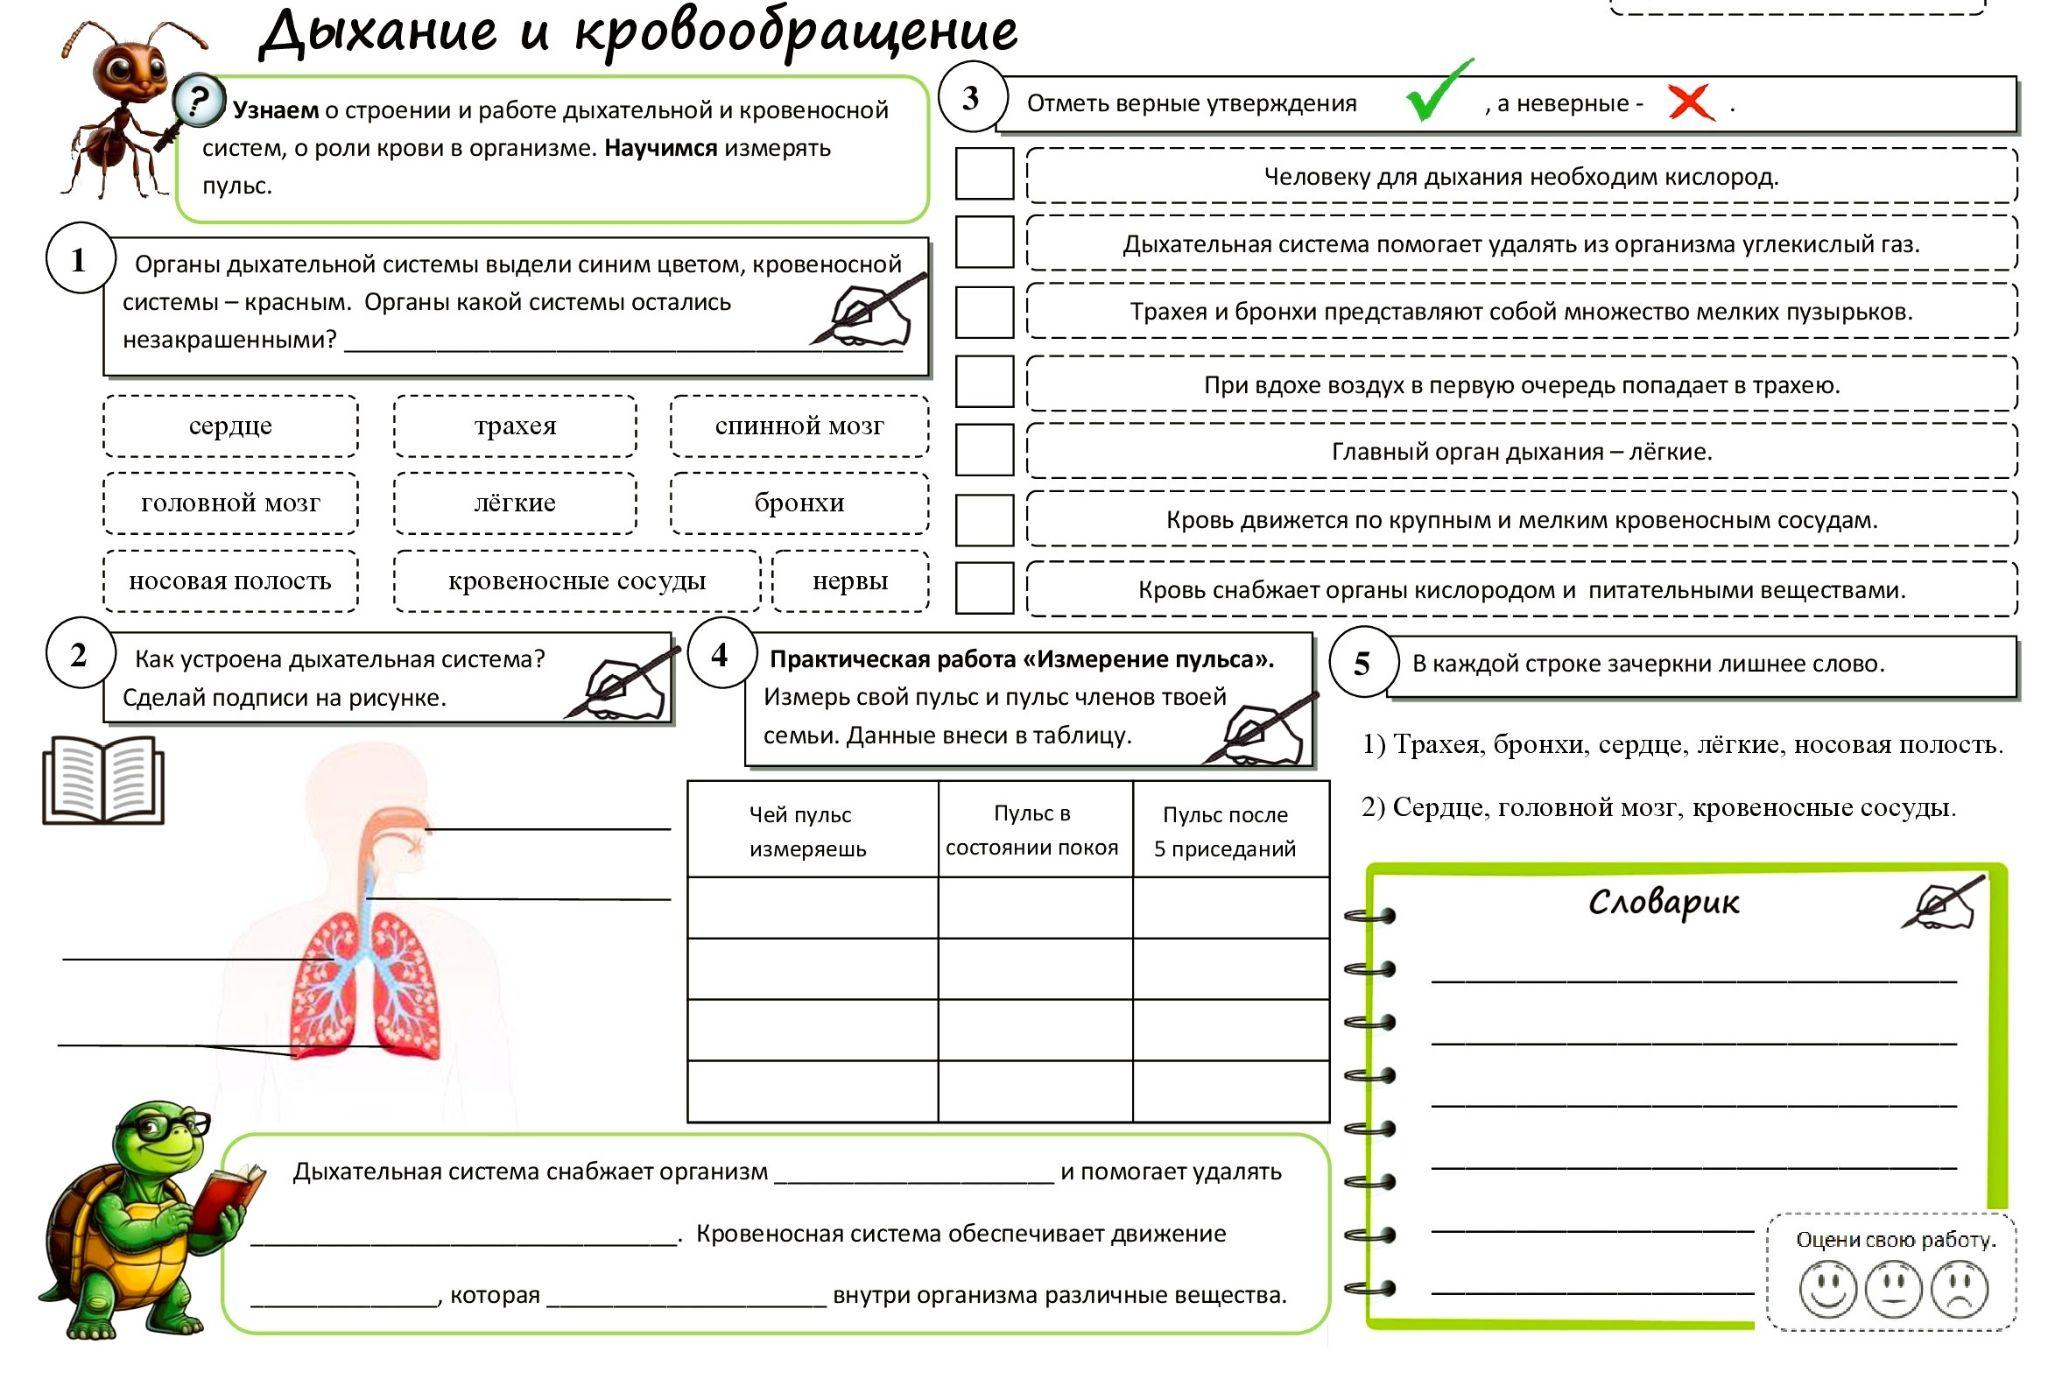 Дыхание и кровообращение
?
Узнаем о строении и работе дыхательной и кровеносной
систем, о роли крови в организме. Научимся измерять
пульс.
1
Органы дыхательной системы выдели синим цветом, кровеносной
системы – красным. Органы какой системы остались
незакрашенными? ____________________
сердце
трахея
спинной мозг
головной мозг
лёгкие
бронхи
носовая полость
кровеносные сосуды
нервы
2
Как устроена дыхательная система?
Сделай подписи на рисунке.
3
Отметь верные утверждения , а неверные - .
Человеку для дыхания необходим кислород.
Дыхательная система помогает удалять из организма углекислый газ.
Трахея и бронхи представляют собой множество мелких пузырьков.
При вдохе воздух в первую очередь попадает в трахею.
Главный орган дыхания – лёгкие.
Кровь движется по крупным и мелким кровеносным сосудам.
Кровь снабжает органы кислородом и питательными веществами.
4
Практическая работа «Измерение пульса».
Измерь свой пульс и пульс членов твоей
семьи. Данные внеси в таблицу.
Чей пульс
измеряешь
Пульс в
состоянии покоя
Пульс после
5 приседаний
5
В каждой строке зачеркни лишнее слово.
1) Трахея, бронхи, сердце, лёгкие, носовая полость.
2) Сердце, головной мозг, кровеносные сосуды.
Словарик
Дыхательная система снабжает организм ____________________ и помогает удалять
____________________. Кровеносная система обеспечивает движение
____________________, которая ____________________ внутри организма различные вещества.
Оцени свою работу.